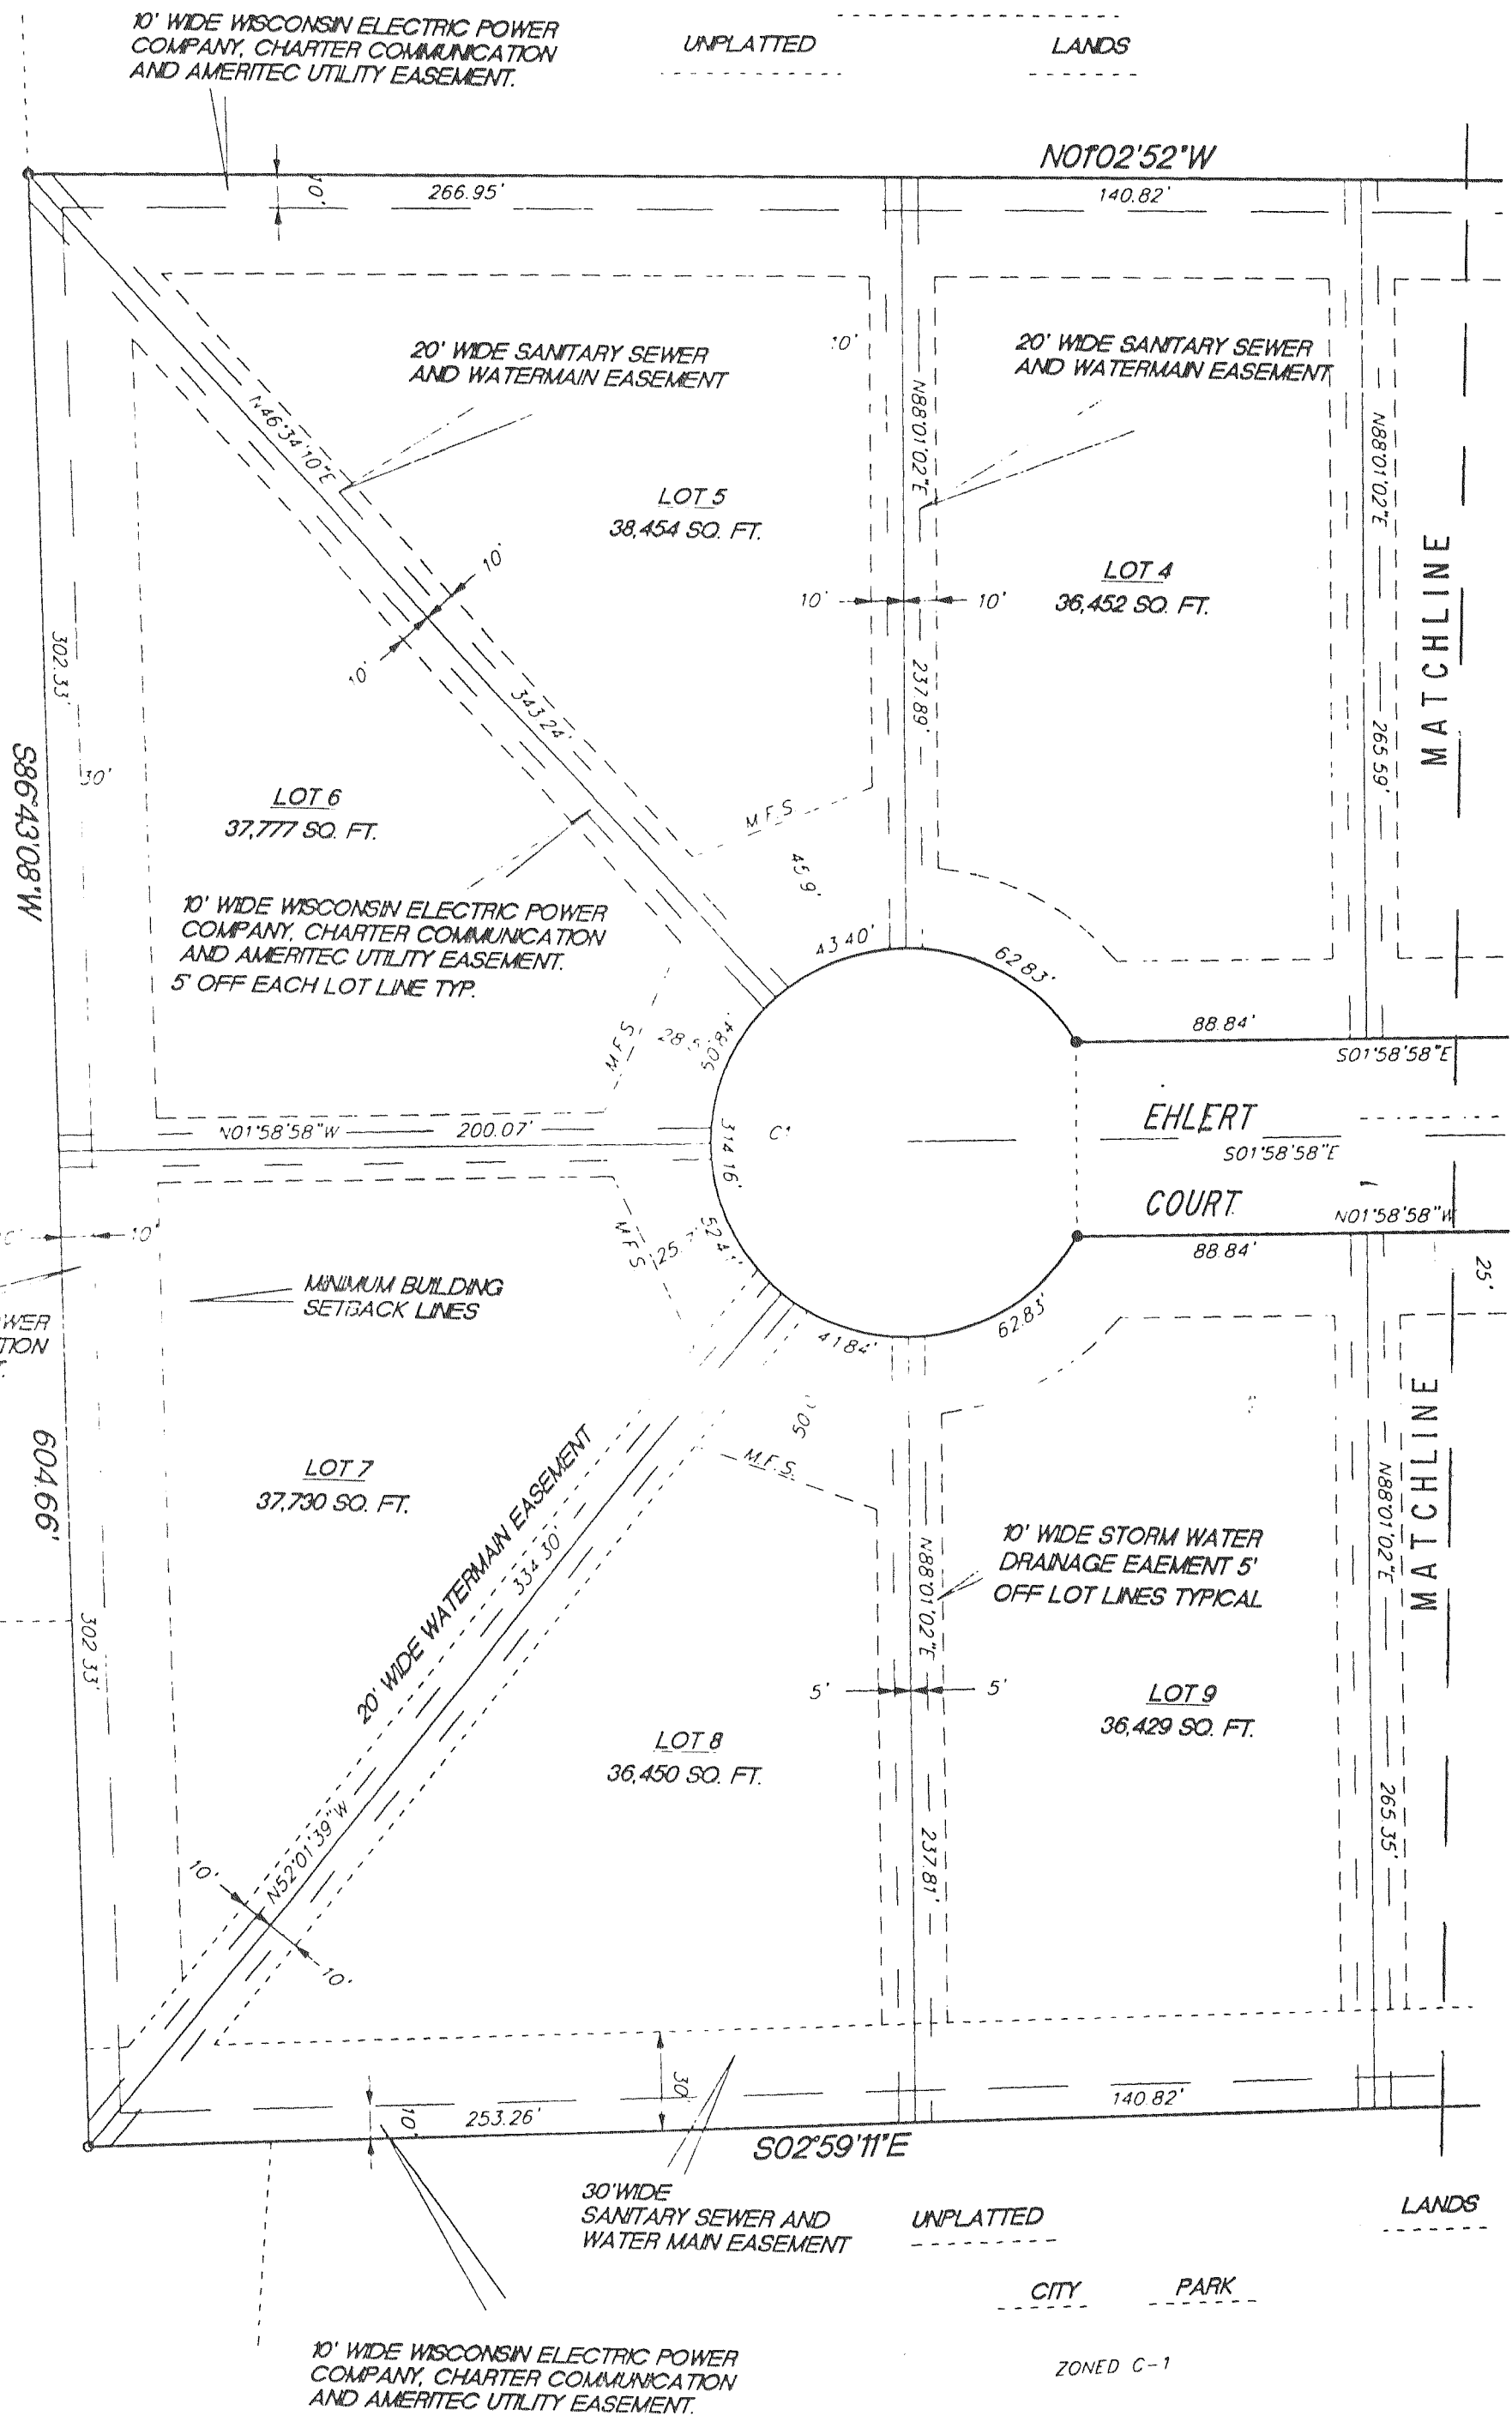 10' WIDE WISCONSIN ELECTRIC POWER
COMPANY, CHARTER COMMUNICATION
AND AMERITEC UTILITY EASEMENT.
UNPLATTED
LANDS
N01°02'52"W
10'
266.95'
140.82'
20' WIDE SANITARY SEWER
AND WATERMAIN EASEMENT
10'
20' WIDE SANITARY SEWER
AND WATERMAIN EASEMENT
N46°34'10"E
N88°01'02"E
N88°01'02"E
LOT 5
38,454 SQ. FT.
LOT 4
36,452 SQ. FT.
MATCHLINE
10'
10'
10'
10'
302.33'
343.24'
237.89'
265.59'
30'
S86°43'08"W
LOT 6
37,777 SQ. FT.
M.F.S.
45.9'
10' WIDE WISCONSIN ELECTRIC POWER
COMPANY, CHARTER COMMUNICATION
AND AMERITEC UTILITY EASEMENT.
5' OFF EACH LOT LINE TYP.
43.40'
62.83'
M.F.S.
50.84'
88.84'
S01°58'58"E
N01°58'58"W
200.07'
314.16'
EHLERT
S01°58'58"E
COURT
N01°58'58"W
88.84'
25'
10'
M.F.S.
52.41'
MINIMUM BUILDING
SETBACK LINES
WER
TION
41.84'
62.83'
604.66'
LOT 7
37,730 SQ. FT.
20' WIDE WATERMAIN EASEMENT
334.30'
M.F.S.
MATCHLINE
N88°01'02"E
N88°01'02"E
10' WIDE STORM WATER
DRAINAGE EAEMENT 5'
OFF LOT LINES TYPICAL
302.33'
5'
5'
LOT 9
36,429 SQ. FT.
LOT 8
36,450 SQ. FT.
N52°01'39"W
10'
10'
237.81'
265.35'
30'
10'
253.26'
140.82'
S02°59'11"E
30'WIDE
SANITARY SEWER AND
WATER MAIN EASEMENT
UNPLATTED
LANDS
CITY PARK
ZONED C-1
10' WIDE WISCONSIN ELECTRIC POWER
COMPANY, CHARTER COMMUNICATION
AND AMERITEC UTILITY EASEMENT.